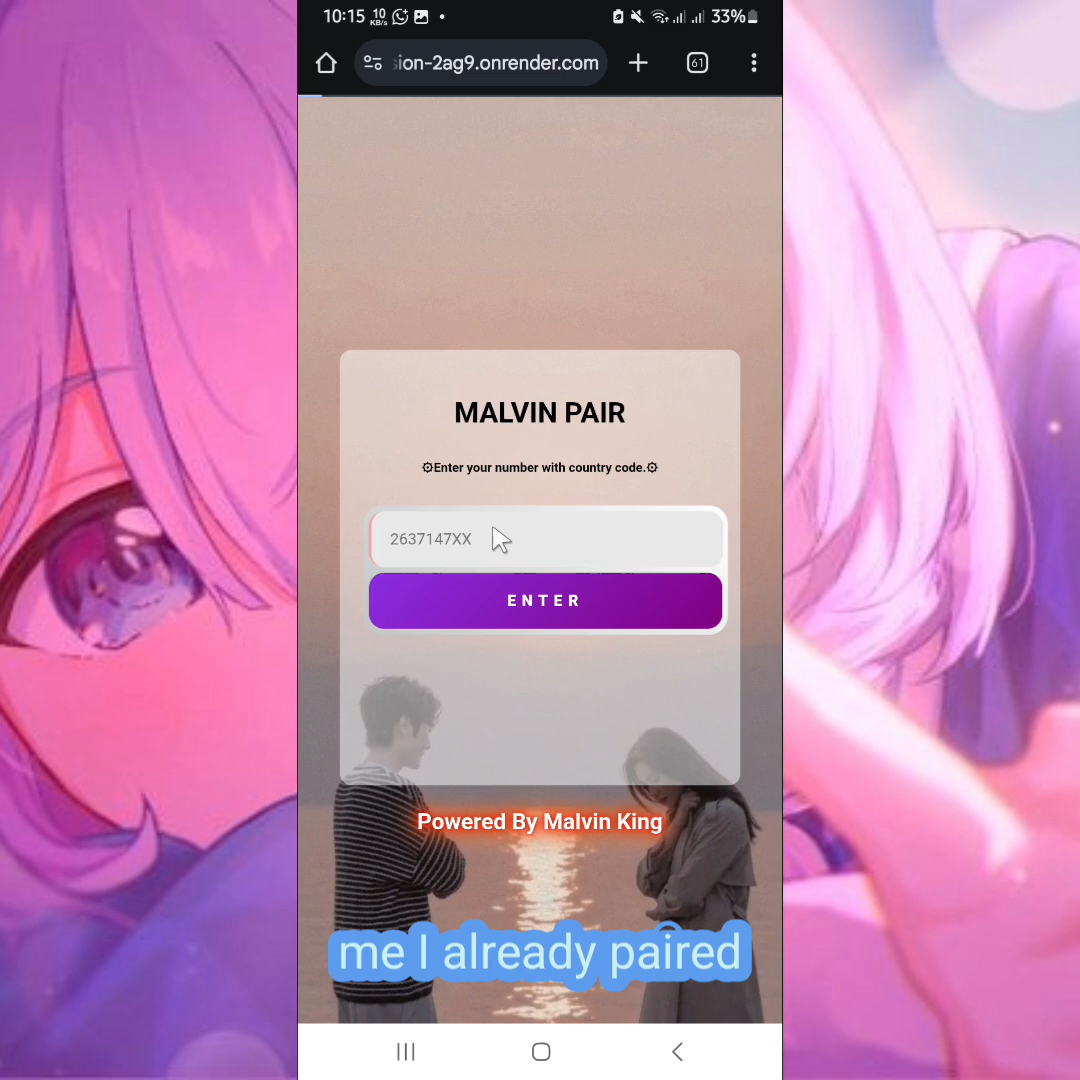 10:15 10 KB/s 33%
ion-2ag9.onrender.com
61
MALVIN PAIR
⚙Enter your number with country code.⚙
2637147XX
ENTER
Powered By Malvin King
me I already paired